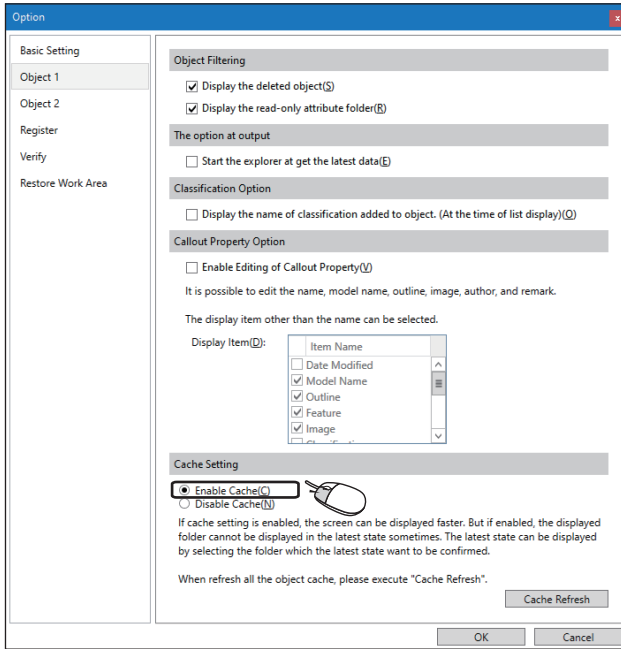 Option
x
Basic Setting
Object 1
Object 2
Register
Verify
Restore Work Area
Object Filtering
Display the deleted object(S)
Display the read-only attribute folder(R)
The option at output
Start the explorer at get the latest data(E)
Classification Option
Display the name of classification added to object. (At the time of list display)(O)
Callout Property Option
Enable Editing of Callout Property(V)
It is possible to edit the name, model name, outline, image, author, and remark.
The display item other than the name can be selected.
Display Item(D):
Item Name
Date Modified
Model Name
Outline
Feature
Image
Cache Setting
Enable Cache(C)
Disable Cache(N)
If cache setting is enabled, the screen can be displayed faster. But if enabled, the displayed
folder cannot be displayed in the latest state sometimes. The latest state can be displayed
by selecting the folder which the latest state want to be confirmed.
When refresh all the object cache, please execute "Cache Refresh".
Cache Refresh
OK
Cancel